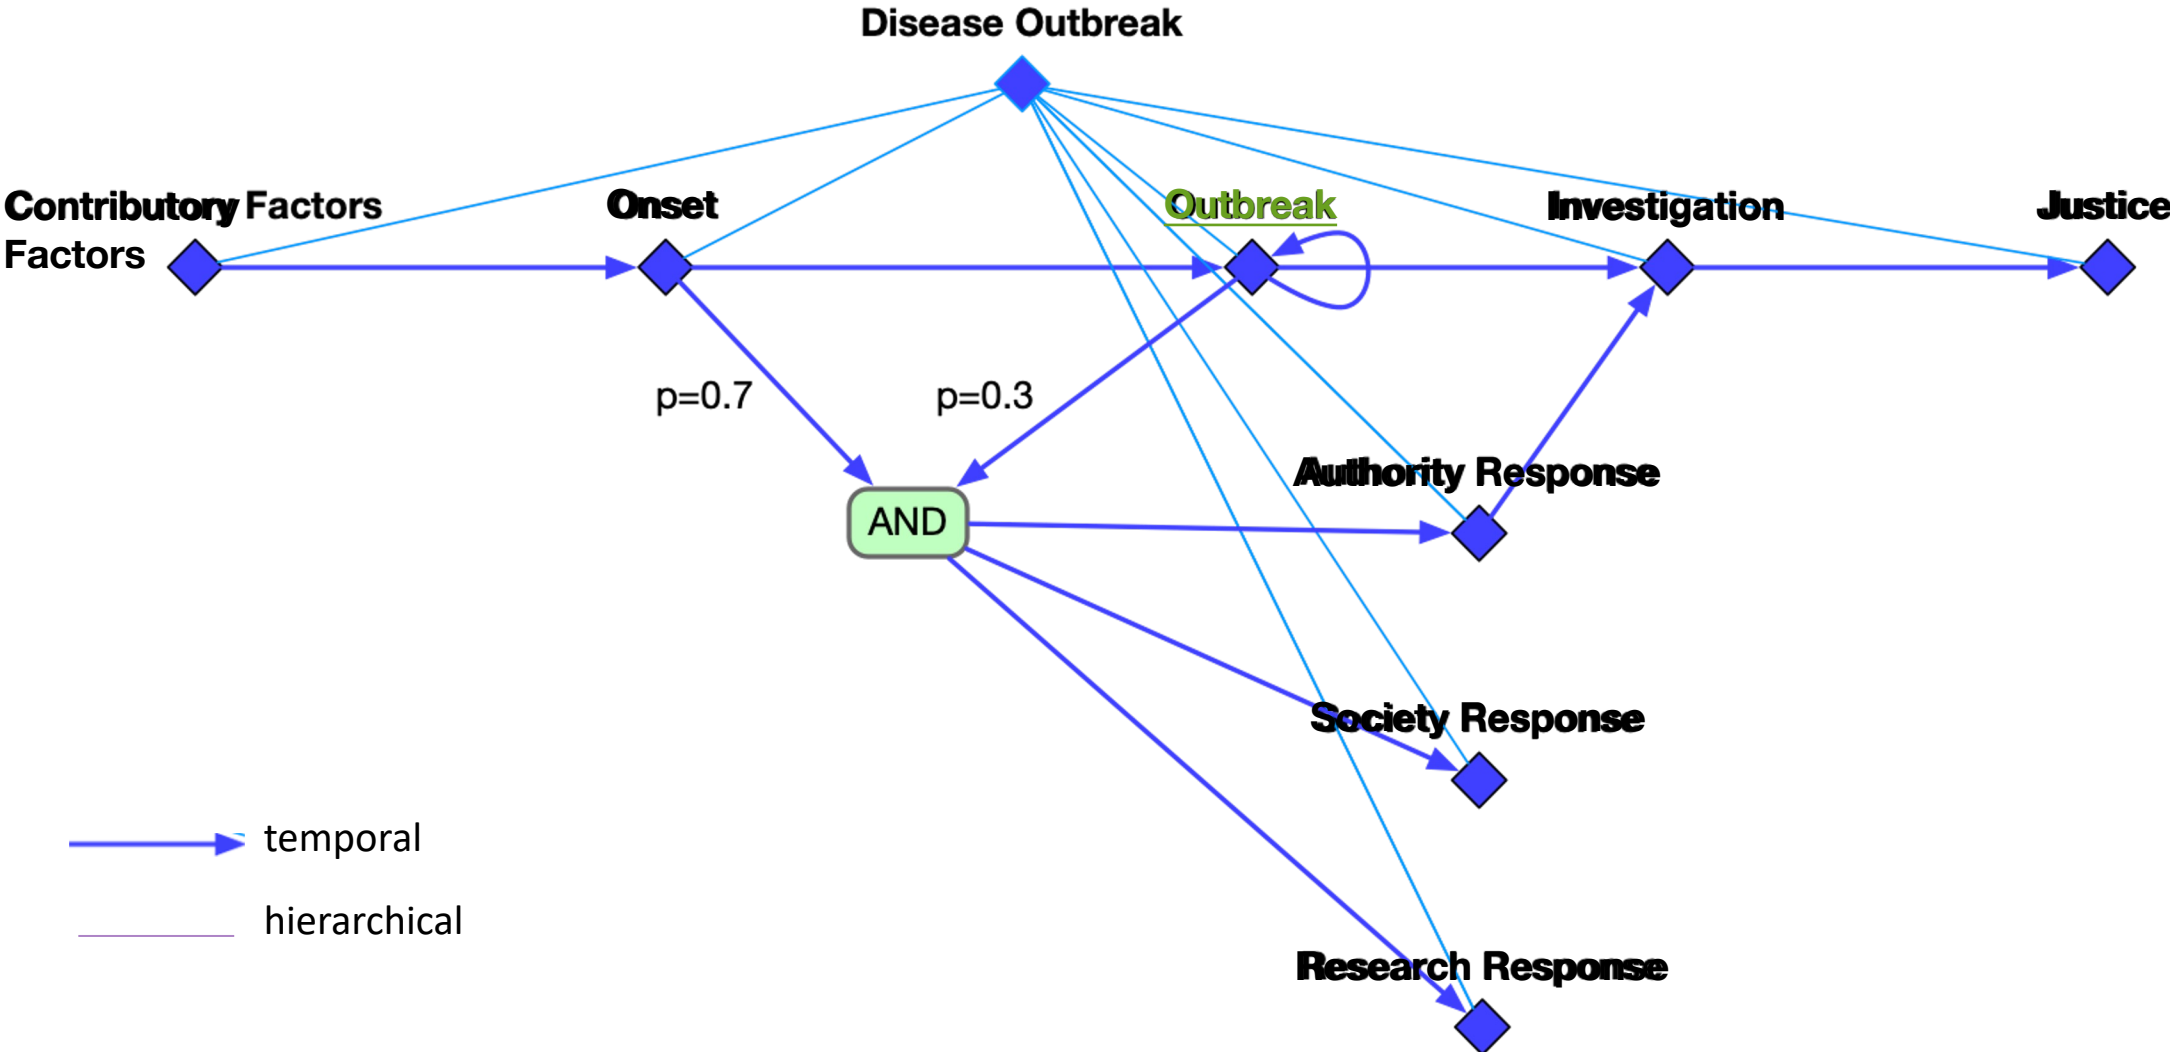 Disease Outbreak
Contributory Factors
Factors
Onset
Outbreak
Investigation
Justice
p=0.7
p=0.3
Authority Response
AND
Society Response
temporal
hierarchical
Research Response